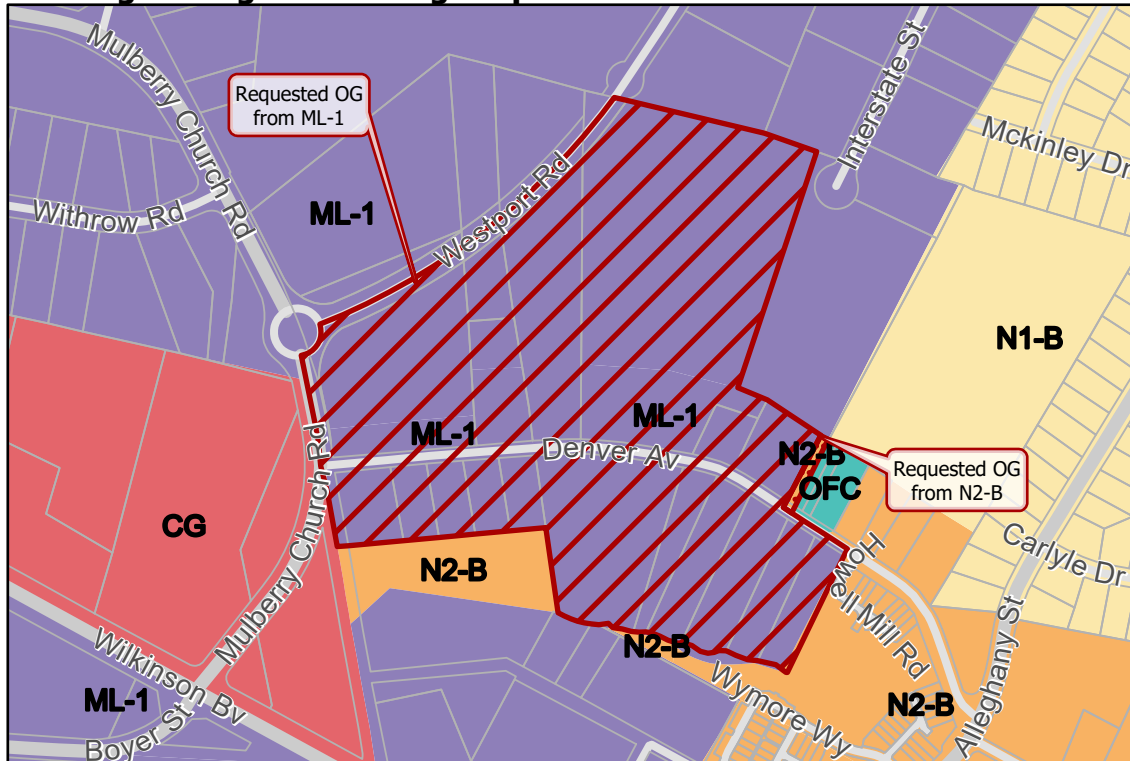 Mulberry Church Rd
Interstate St
Requested OG
from ML-1
Mckinley Dr
Withrow Rd
ML-1
Westport Rd
N1-B
ML-1
ML-1
Denver Av
N2-B
Requested OG
from N2-B
OFC
CG
Mulberry Church Rd
N2-B
Howell Mill Rd
Carlyle Dr
N2-B
Wilkinson Bv
ML-1
Wymore Wy
N2-B
Alleghany St
Boyer St